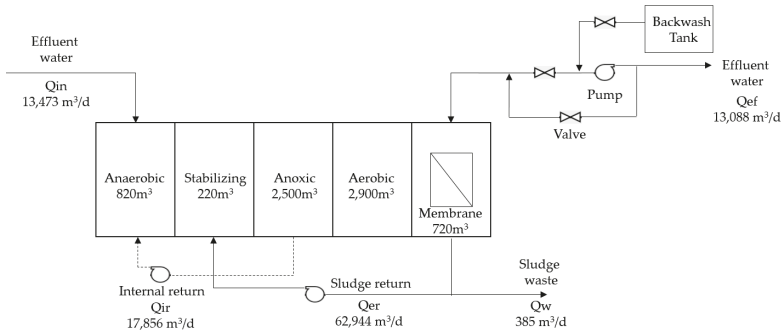 Effluent
water
Qin
13,473 m³/d
Backwash
Tank
Pump
Valve
Effluent
water
Qef
13,088 m³/d
Anaerobic
820m³
Stabilizing
220m³
Anoxic
2,500m³
Aerobic
2,900m³
Membrane
720m³
Internal return
Qir
17,856 m³/d
Sludge return
Qer
62,944 m³/d
Sludge
waste
Qw
385 m³/d